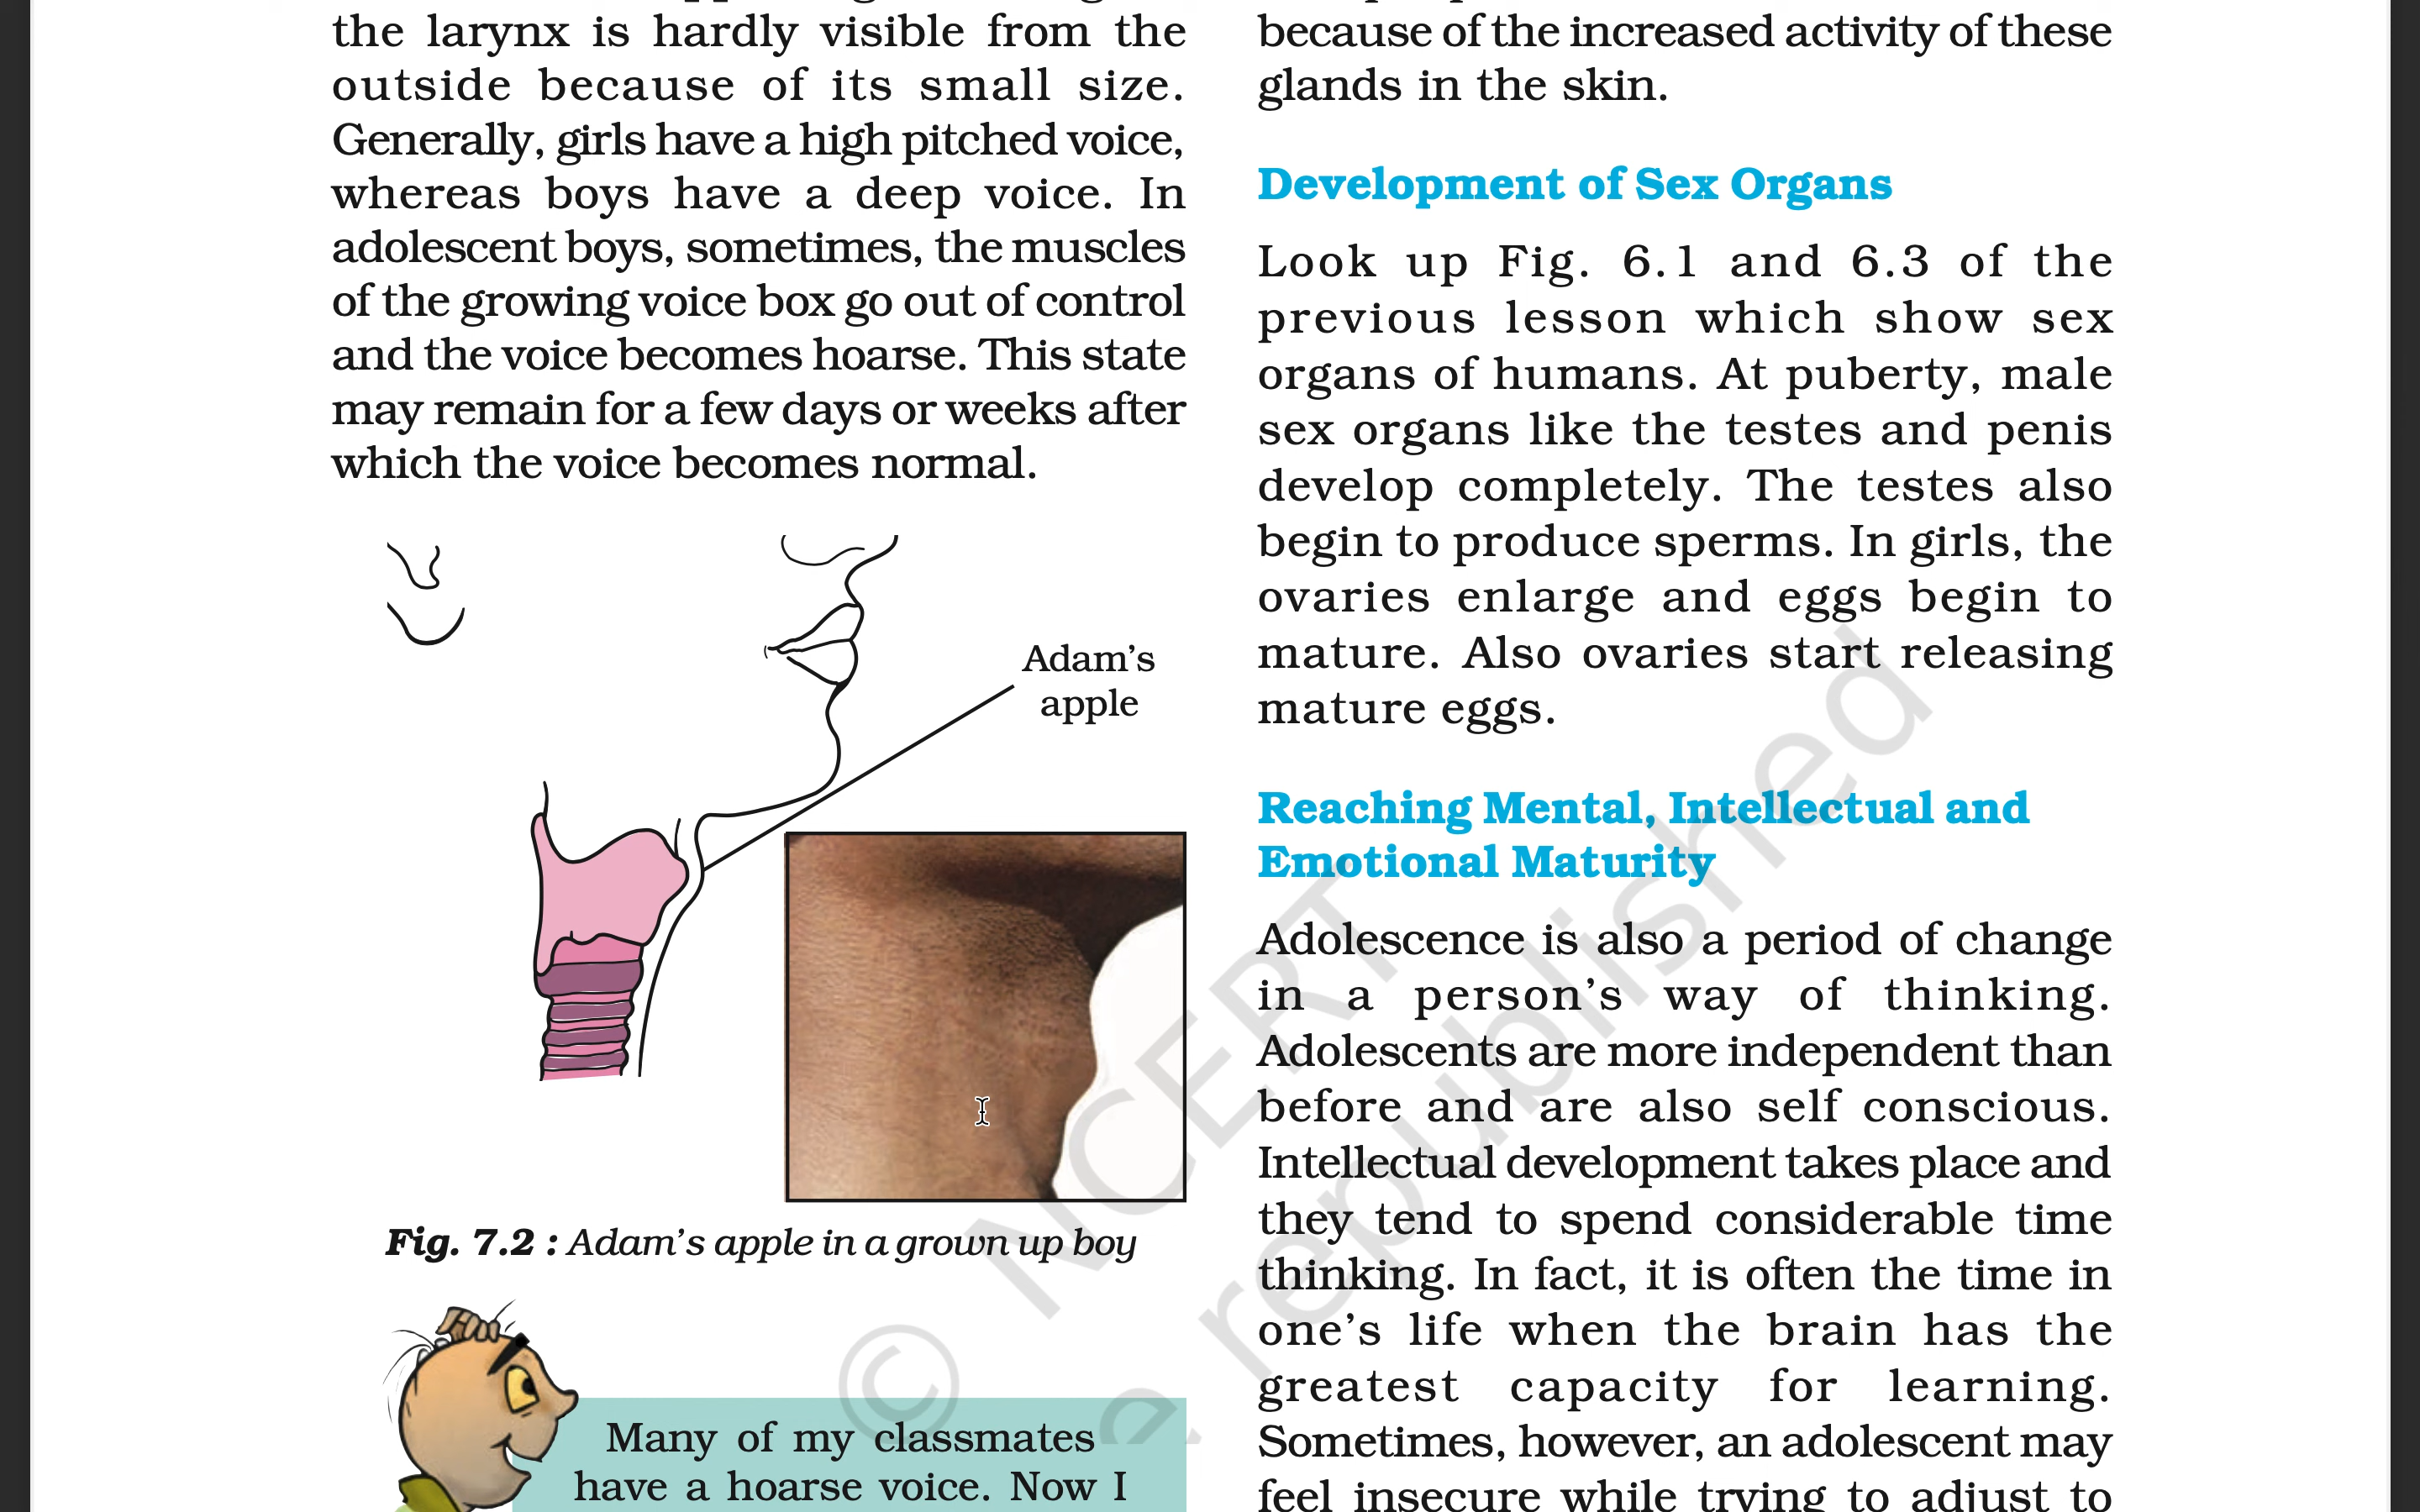 the larynx is hardly visible from the
outside because of its small size.
Generally, girls have a high pitched voice,
whereas boys have a deep voice. In
adolescent boys, sometimes, the muscles
of the growing voice box go out of control
and the voice becomes hoarse. This state
may remain for a few days or weeks after
which the voice becomes normal.
Adam’s
apple
Fig. 7.2 : Adam’s apple in a grown up boy
Many of my classmates
have a hoarse voice. Now I
because of the increased activity of these
glands in the skin.
Development of Sex Organs
Look up Fig. 6.1 and 6.3 of the
previous lesson which show sex
organs of humans. At puberty, male
sex organs like the testes and penis
develop completely. The testes also
begin to produce sperms. In girls, the
ovaries enlarge and eggs begin to
mature. Also ovaries start releasing
mature eggs.
Reaching Mental, Intellectual and
Emotional Maturity
Adolescence is also a period of change
in a person’s way of thinking.
Adolescents are more independent than
before and are also self conscious.
Intellectual development takes place and
they tend to spend considerable time
thinking. In fact, it is often the time in
one’s life when the brain has the
greatest capacity for learning.
Sometimes, however, an adolescent may
feel insecure while trying to adjust to
© NCERT
republished